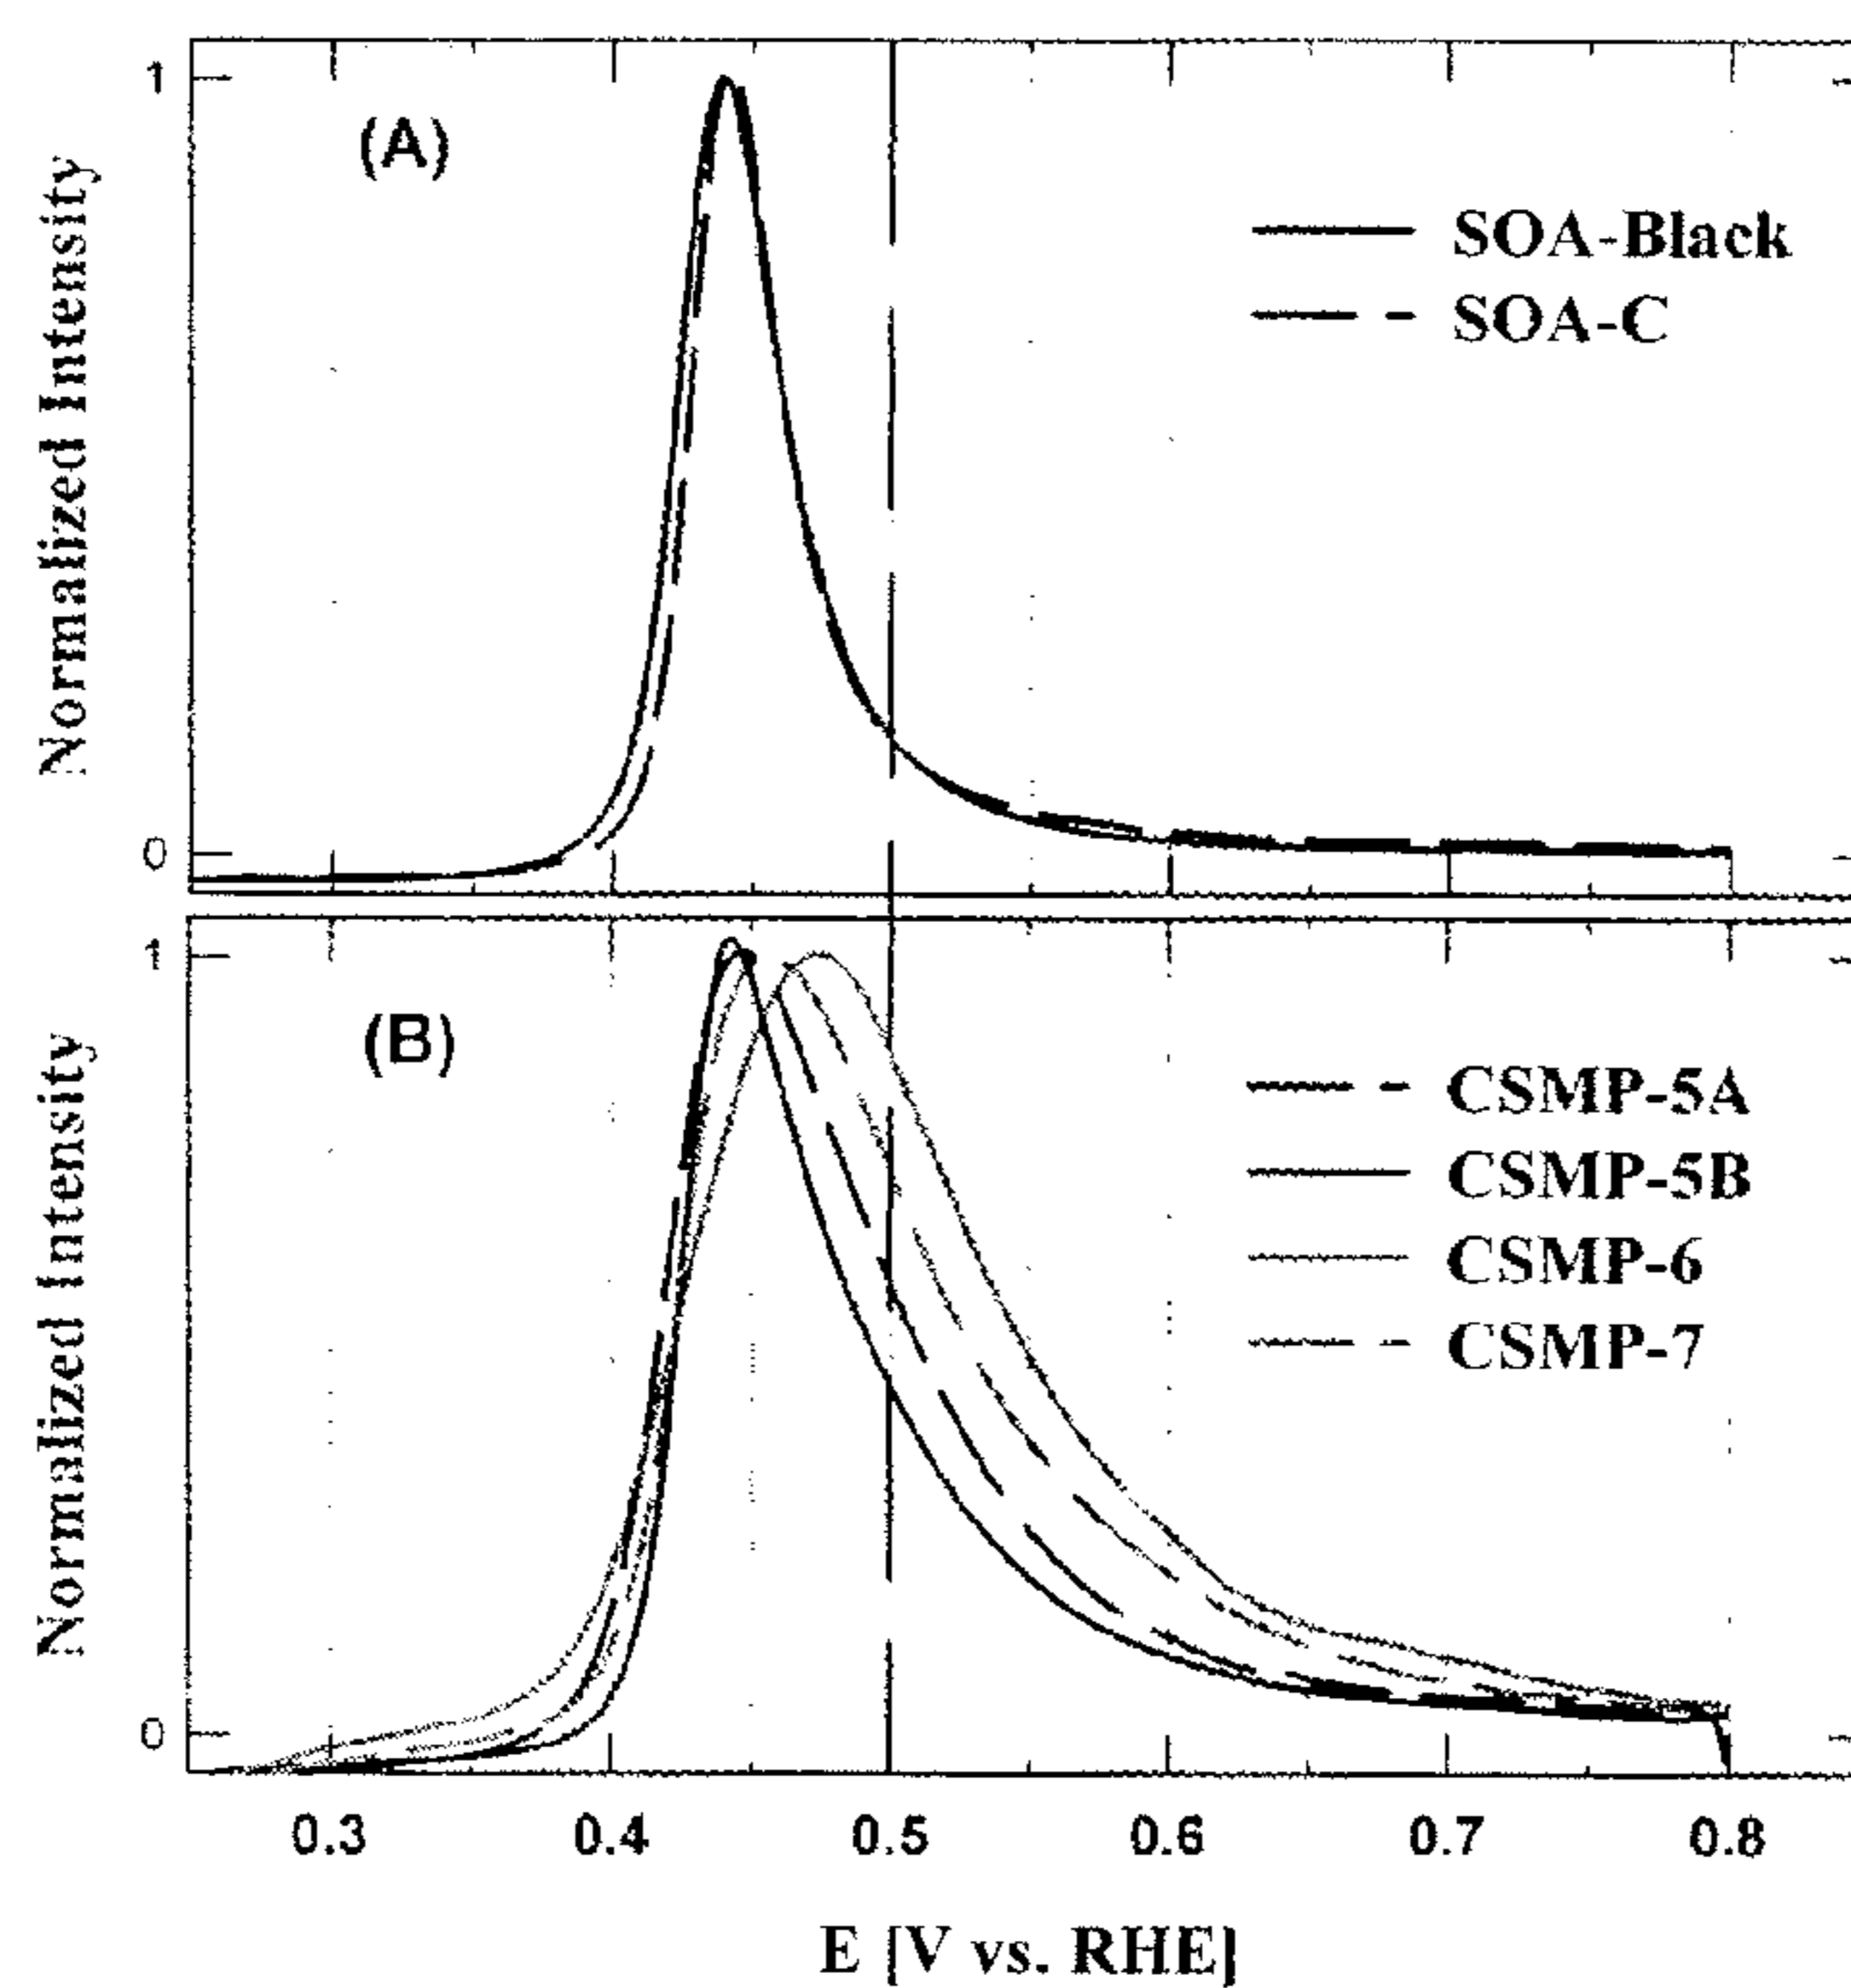 1
(A)
SOA-Black
SOA-C
Normalized Intensity
0
1
(B)
CSMP-5A
CSMP-5B
CSMP-6
CSMP-7
Normalized Intensity
0
0.3 0.4 0.5 0.6 0.7 0.8
E [V vs. RHE]